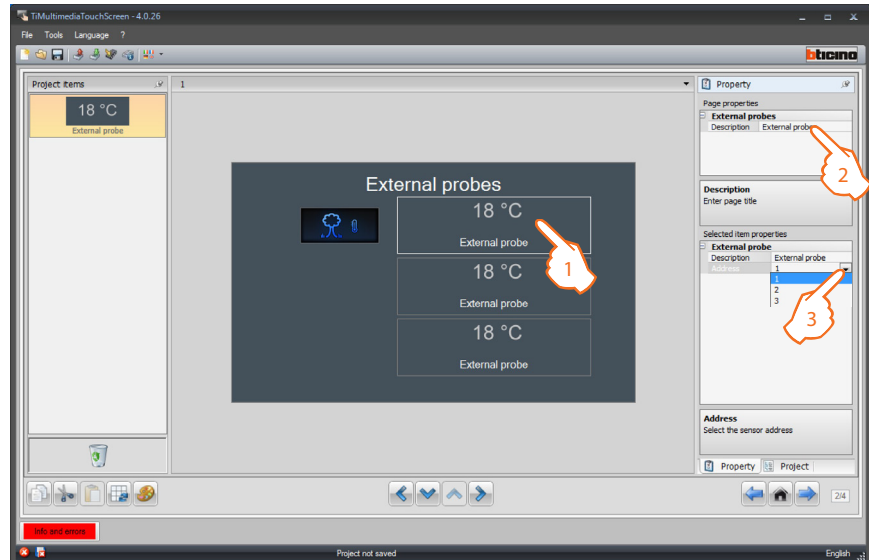 TiMultimediaTouchScreen - 4.0.26
File Tools Language ?
bticino
Project items
18 °C
External probe
1
External probes
18 °C
External probe
1
18 °C
External probe
18 °C
External probe
Property
Page properties
External probes
Description External probes
2
Description
Enter page title
Selected item properties
External probe
Description External probe
Address 1
1
2
3
3
Address
Select the sensor address
Property Project
2/4
Info and errors
Project not saved
English